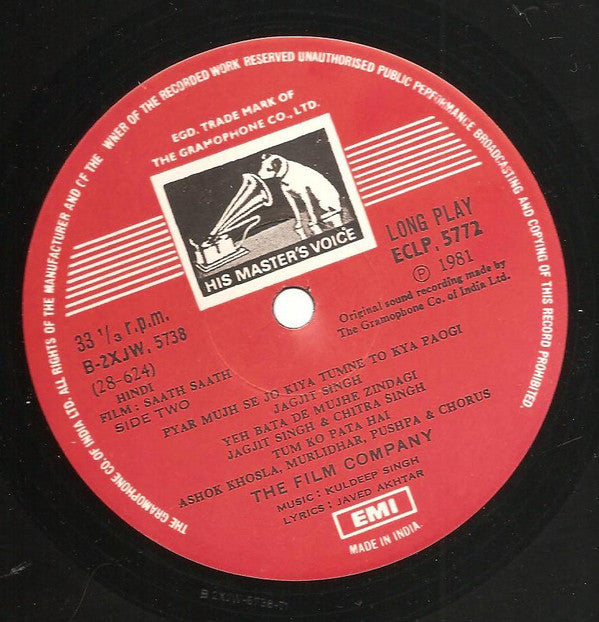 THE GRAMOPHONE CO. OF INDIA LTD. ALL RIGHTS OF THE MANUFACTURER AND OF THE WNER OF THE RECORDED WORK RESERVED UNAUTHORISED PUBLIC PERFORMANCE BROADCASTING AND COPYING OF THIS RECORD PROHIBITED.
EGD. TRADE MARK OF
THE GRAMOPHONE CO., LTD.
HIS MASTER'S VOICE
LONG PLAY
ECLP. 5772
Ⓟ 1981
Original sound recording made by
The Gramophone Co. of India Ltd.
33 1/3 r.p.m.
B-2XJW. 5738
(28-624)
HINDI
FILM: SAATH SAATH
SIDE TWO
PYAR MUJH SE JO KIYA TUMNE TO KYA PAOGI
JAGJIT SINGH
YEH BATA DE MUJHE ZINDAGI
JAGJIT SINGH & CHITRA SINGH
TUM KO PATA HAI
ASHOK KHOSLA, MURLIDHAR, PUSHPA & CHORUS
THE FILM COMPANY
MUSIC: KULDEEP SINGH
LYRICS: JAVED AKHTAR
EMI
MADE IN INDIA.